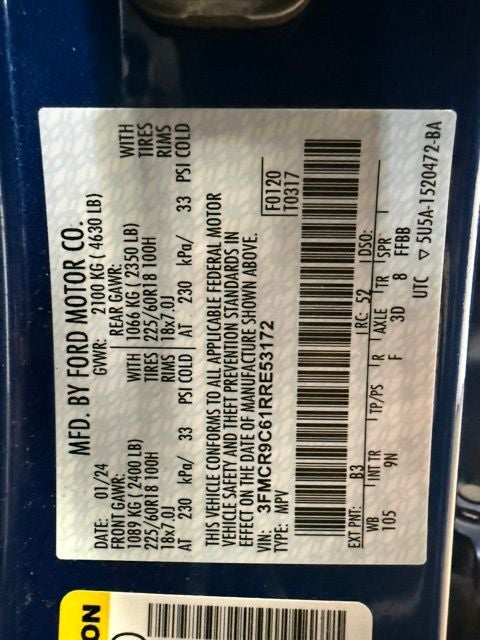 MFD. BY FORD MOTOR CO.
DATE: 01/24 GVWR: 2100 KG ( 4630 LB)
FRONT GAWR: REAR GAWR: WITH
1089 KG ( 2400 LB) WITH 1066 KG ( 2350 LB) TIRES
225/60R18 100H TIRES 225/60R18 100H RIMS
18x7.0J RIMS 18x7.0J
AT 230 kPa/ 33 PSI COLD AT 230 kPa/ 33 PSI COLD
THIS VEHICLE CONFORMS TO ALL APPLICABLE FEDERAL MOTOR
VEHICLE SAFETY AND THEFT PREVENTION STANDARDS IN
EFFECT ON THE DATE OF MANUFACTURE SHOWN ABOVE.
VIN: 3FMCR9C61RRE53172 F0120
TYPE: MPV T0317
EXT PNT: B3 RC: 52 DSO:
WB INT TR TP/PS R AXLE TR SPR
105 9N F 3D 8 FFBB
UTC ▽ 5U5A-1520472-BA
ON